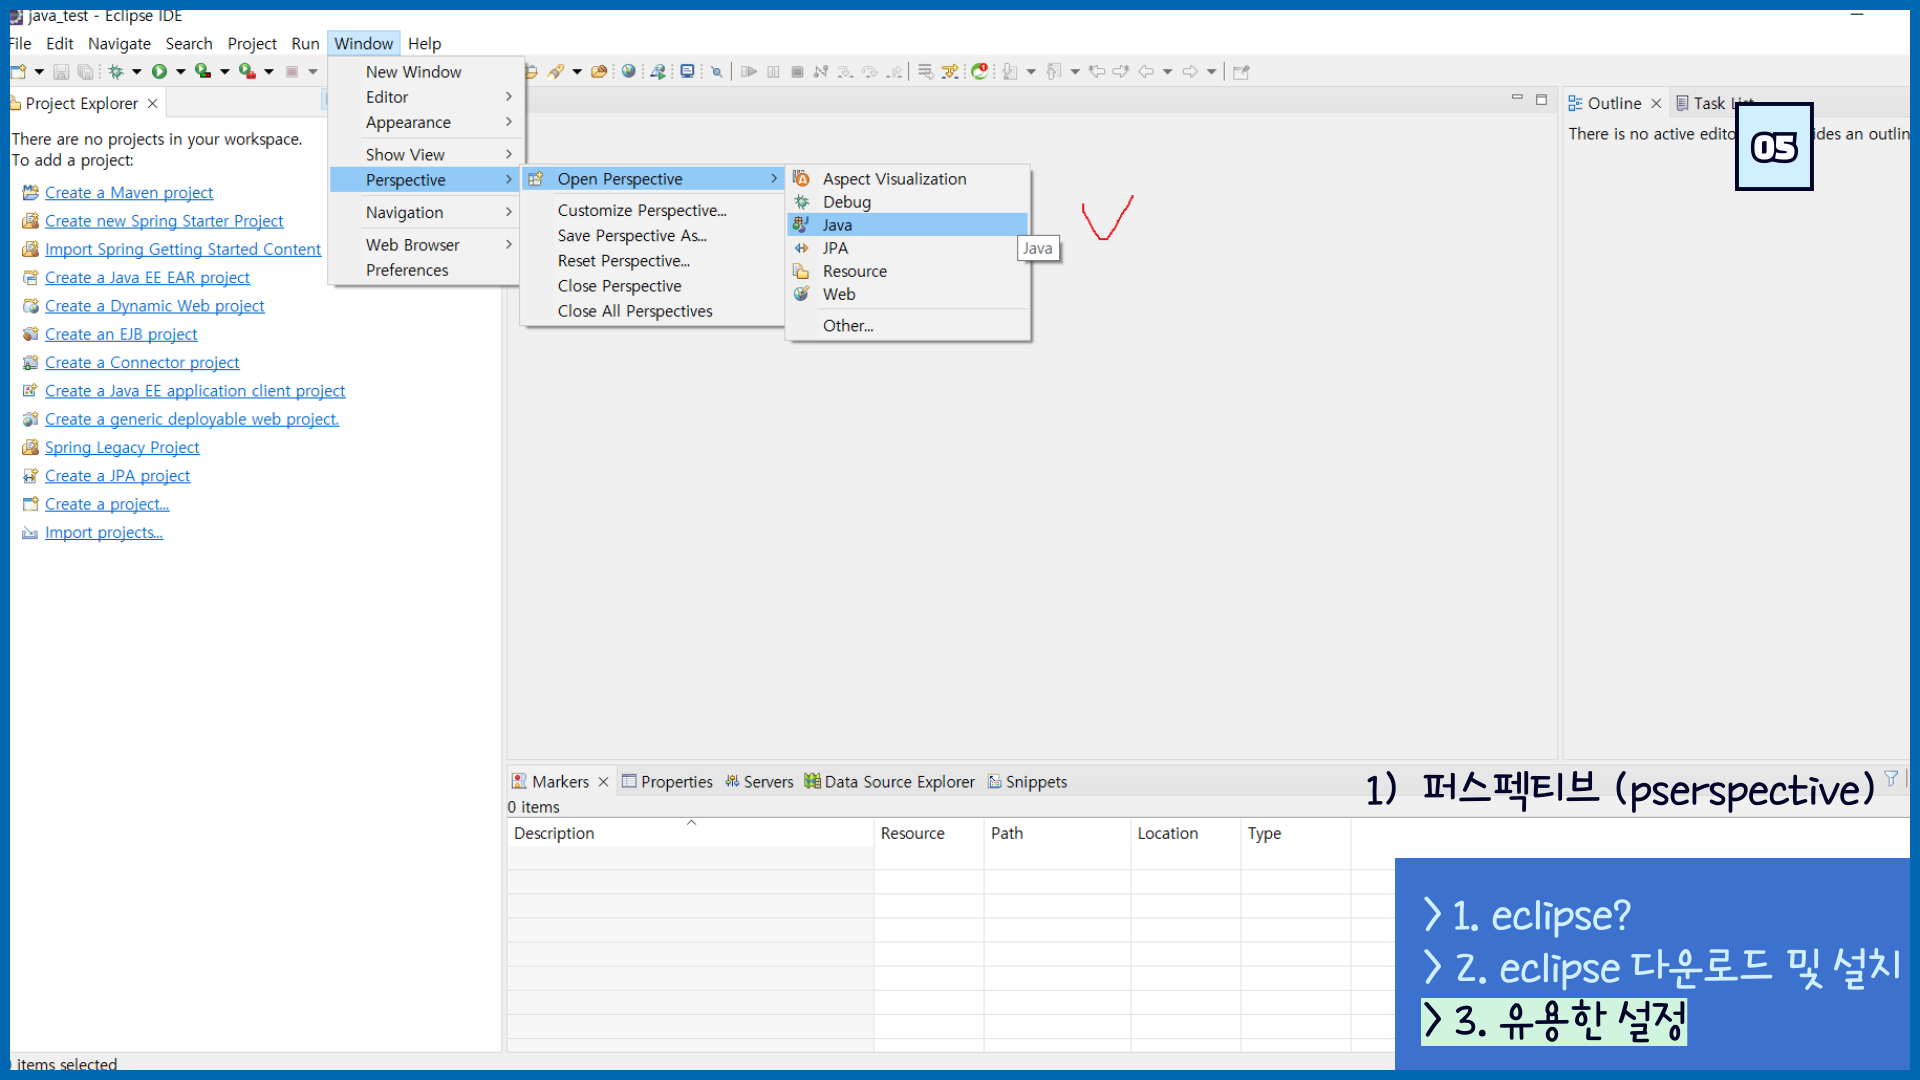 java_test - Eclipse IDE
File Edit Navigate Search Project Run Window Help
Project Explorer
There are no projects in your workspace.
To add a project:
Create a Maven project
Create new Spring Starter Project
Import Spring Getting Started Content
Create a Java EE EAR project
Create a Dynamic Web project
Create an EJB project
Create a Connector project
Create a Java EE application client project
Create a generic deployable web project.
Spring Legacy Project
Create a JPA project
Create a project...
Import projects...
New Window
Editor
Appearance
Show View
Perspective
Navigation
Web Browser
Preferences
Open Perspective
Customize Perspective...
Save Perspective As...
Reset Perspective...
Close Perspective
Close All Perspectives
Aspect Visualization
Debug
Java
JPA
Resource
Web
Other...
Java
Outline Task
There is no active an
05
Markers Properties Servers Data Source Explorer Snippets
0 items
Description Resource Path Location Type
1) 퍼스펙티브 (pserspective)
> 1. eclipse?
> 2. eclipse 다운로드 및 설치
> 3. 유용한 설정
items selected